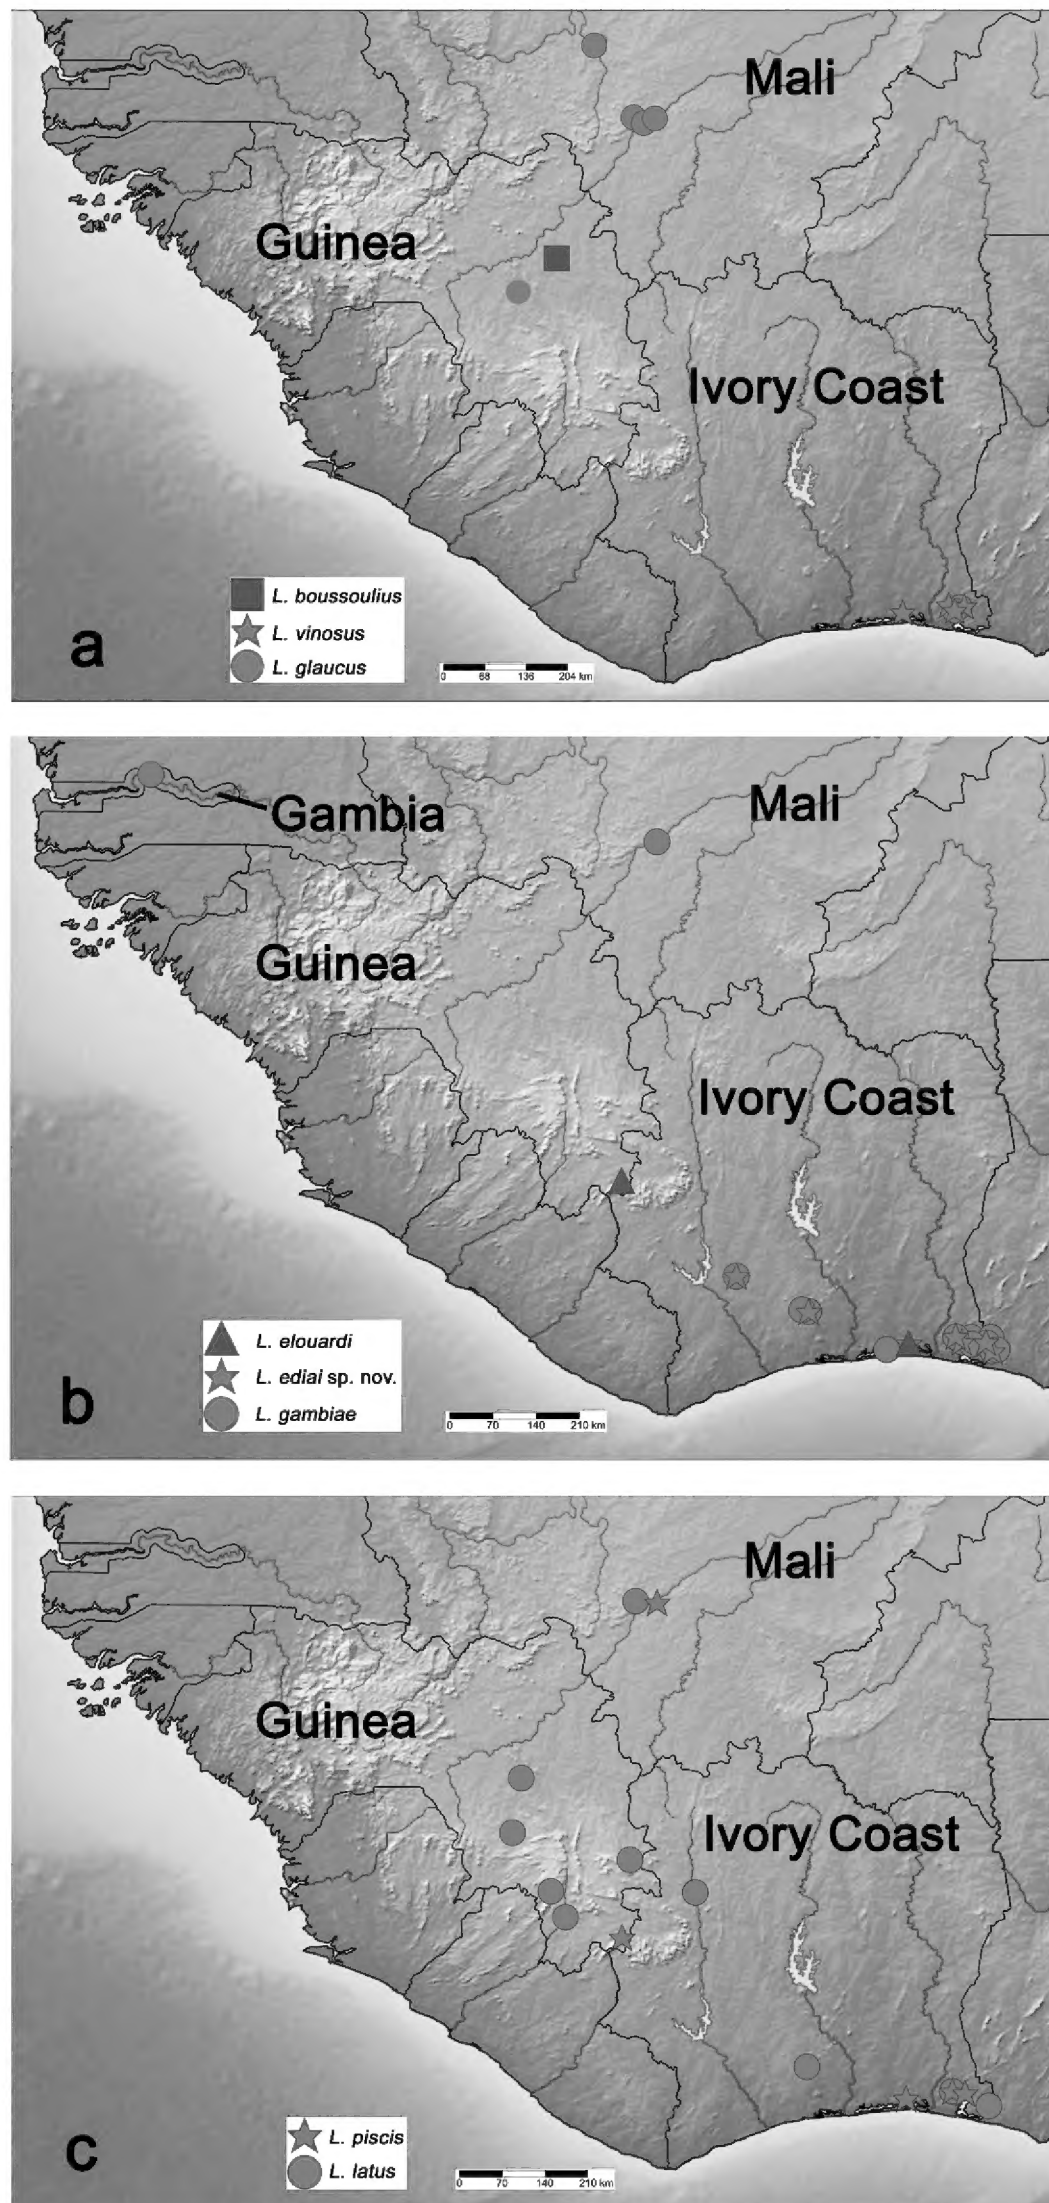 Mali
Guinea
Ivory Coast
L. boussoulius
L. vinosus
L. glaucus
a
0 68 136 204 km
Gambia
Mali
Guinea
Ivory Coast
L. elouardi
L. ediai sp. nov.
L. gambiae
b
0 70 140 210 km
Mali
Guinea
Ivory Coast
L. piscis
L. latus
c
0 70 140 210 km